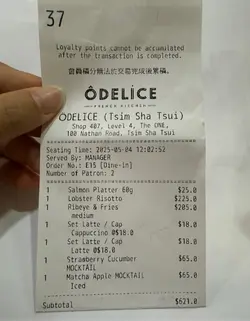 37
Loyalty points cannot be accumulated
after the transaction is completed.
會員積分無法於交易完成後累積。
ÔDELICE
FRENCH KITCHEN
ÔDELICE (Tsim Sha Tsui)
Shop 407, Level 4, The ONE,
100 Nathan Road, Tsim Sha Tsui
Seating Time: 2025-05-04 12:02:52
Served By: MANAGER
Order No.: E15 [Dine-in]
Number of Patron: 2
1 Salmon Platter 60g $25.0
1 Lobster Risotto $225.0
1 Ribeye & Fries $205.0
medium
1 Set Latte / Cap $18.0
Cappuccino @$18.0
1 Set Latte / Cap $18.0
Latte @$18.0
1 Strawberry Cucumber $65.0
MOCKTAIL
1 Matcha Apple MOCKTAIL $65.0
Iced
Subtotal $621.0